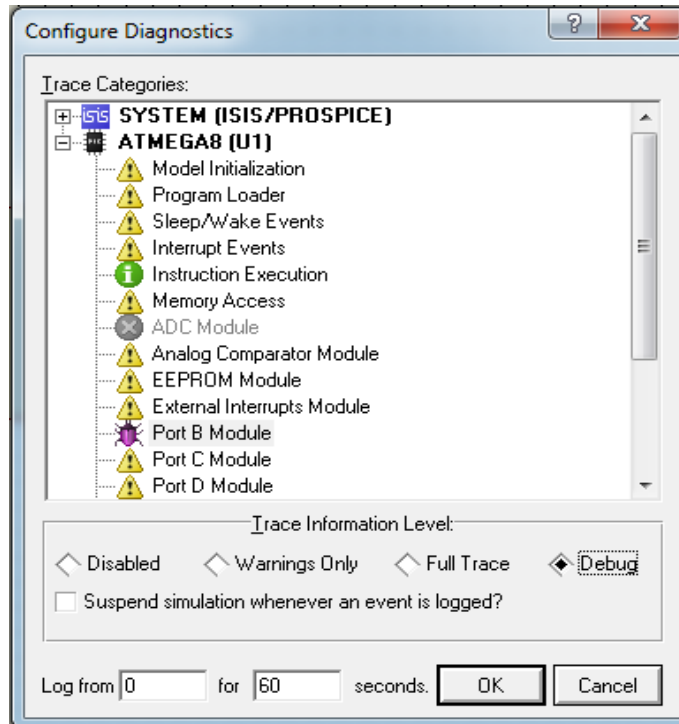 Configure Diagnostics
Trace Categories:
isis SYSTEM (ISIS/PROSPICE)
ATMEGA8 (U1)
Model Initialization
Program Loader
Sleep/Wake Events
Interrupt Events
Instruction Execution
Memory Access
ADC Module
Analog Comparator Module
EEPROM Module
External Interrupts Module
Port B Module
Port C Module
Port D Module
Trace Information Level:
Disabled Warnings Only Full Trace Debug
Suspend simulation whenever an event is logged?
Log from 0 for 60 seconds. OK Cancel